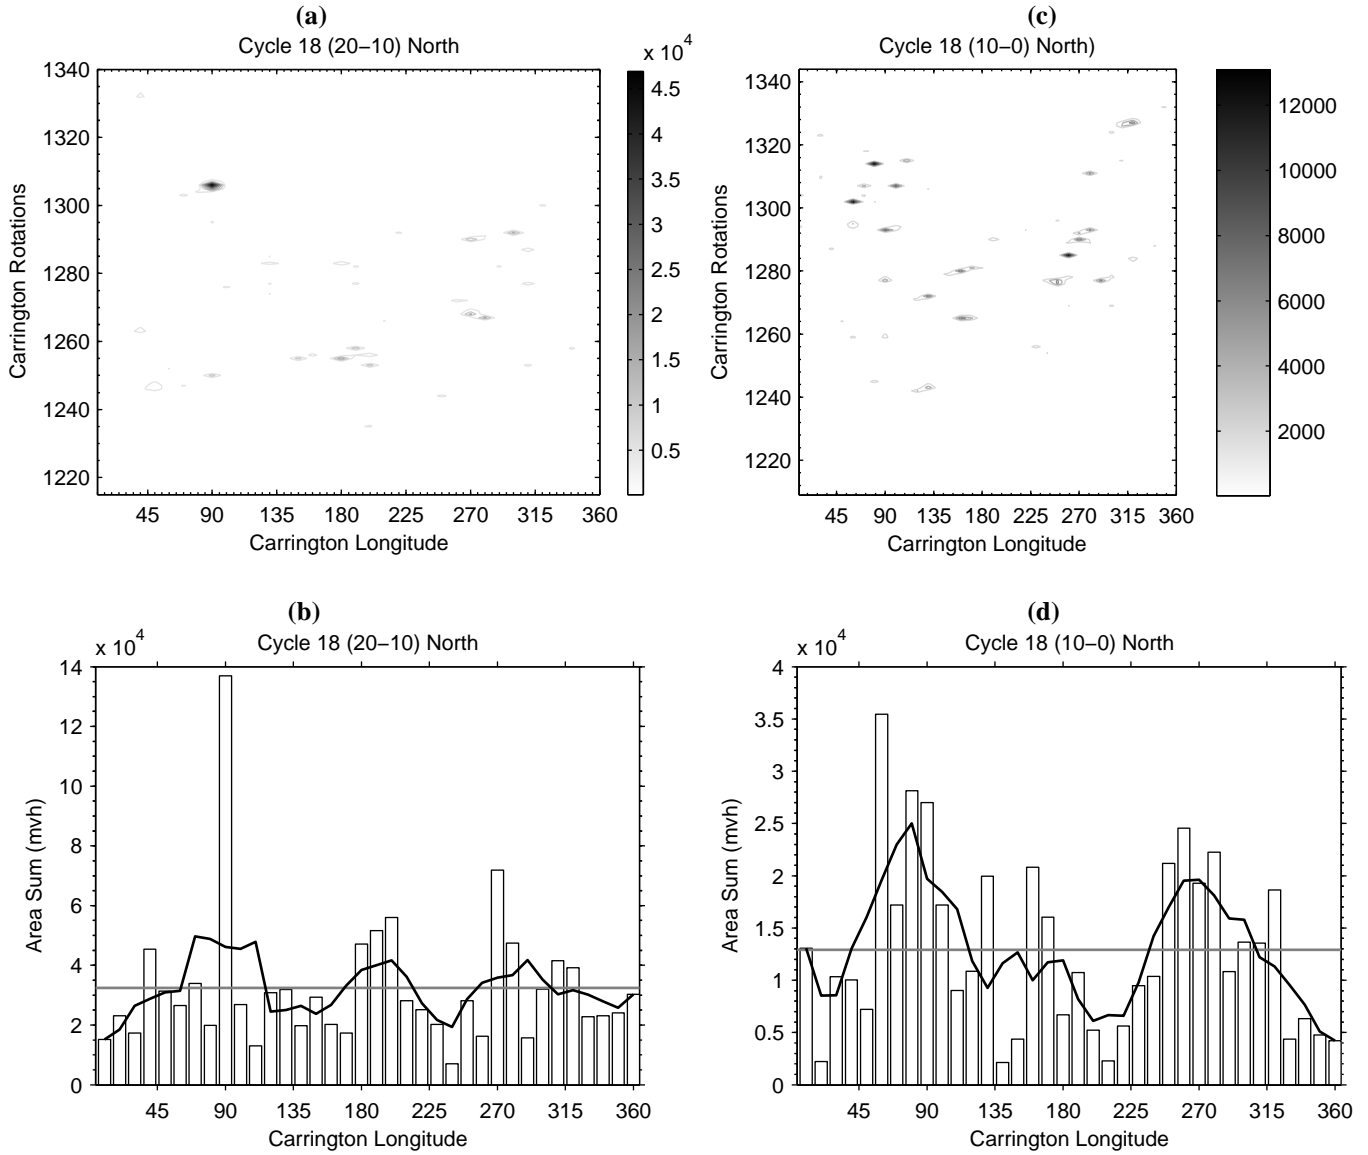 (a)
Cycle 18 (20−10) North
x 10^4
1340
1320
1300
1280
1260
1240
1220
Carrington Rotations
45 90 135 180 225 270 315 360
Carrington Longitude
4.5
4
3.5
3
2.5
2
1.5
1
0.5
(c)
Cycle 18 (10−0) North)
1340
1320
1300
1280
1260
1240
1220
Carrington Rotations
45 90 135 180 225 270 315 360
Carrington Longitude
12000
10000
8000
6000
4000
2000
(b)
x 10^4
Cycle 18 (20−10) North
14
12
10
8
6
4
2
0
Area Sum (mvh)
45 90 135 180 225 270 315 360
Carrington Longitude
(d)
x 10^4
Cycle 18 (10−0) North
4
3.5
3
2.5
2
1.5
1
0.5
0
Area Sum (mvh)
45 90 135 180 225 270 315 360
Carrington Longitude